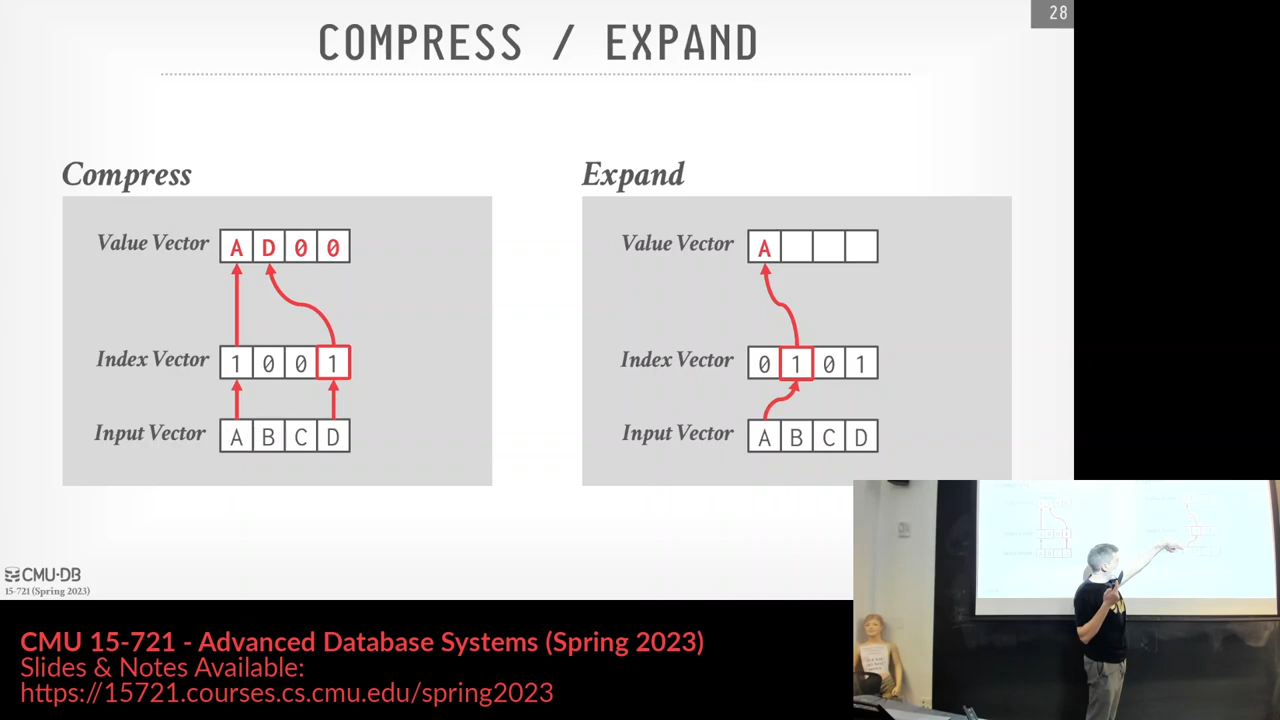 28
COMPRESS / EXPAND
Compress
Value Vector A D 0 0
Index Vector 1 0 0 1
Input Vector A B C D
Expand
Value Vector A
Index Vector 0 1 0 1
Input Vector A B C D
CMU·DB
15-721 (Spring 2023)
CMU 15-721 - Advanced Database Systems (Spring 2023)
Slides & Notes Available:
https://15721.courses.cs.cmu.edu/spring2023